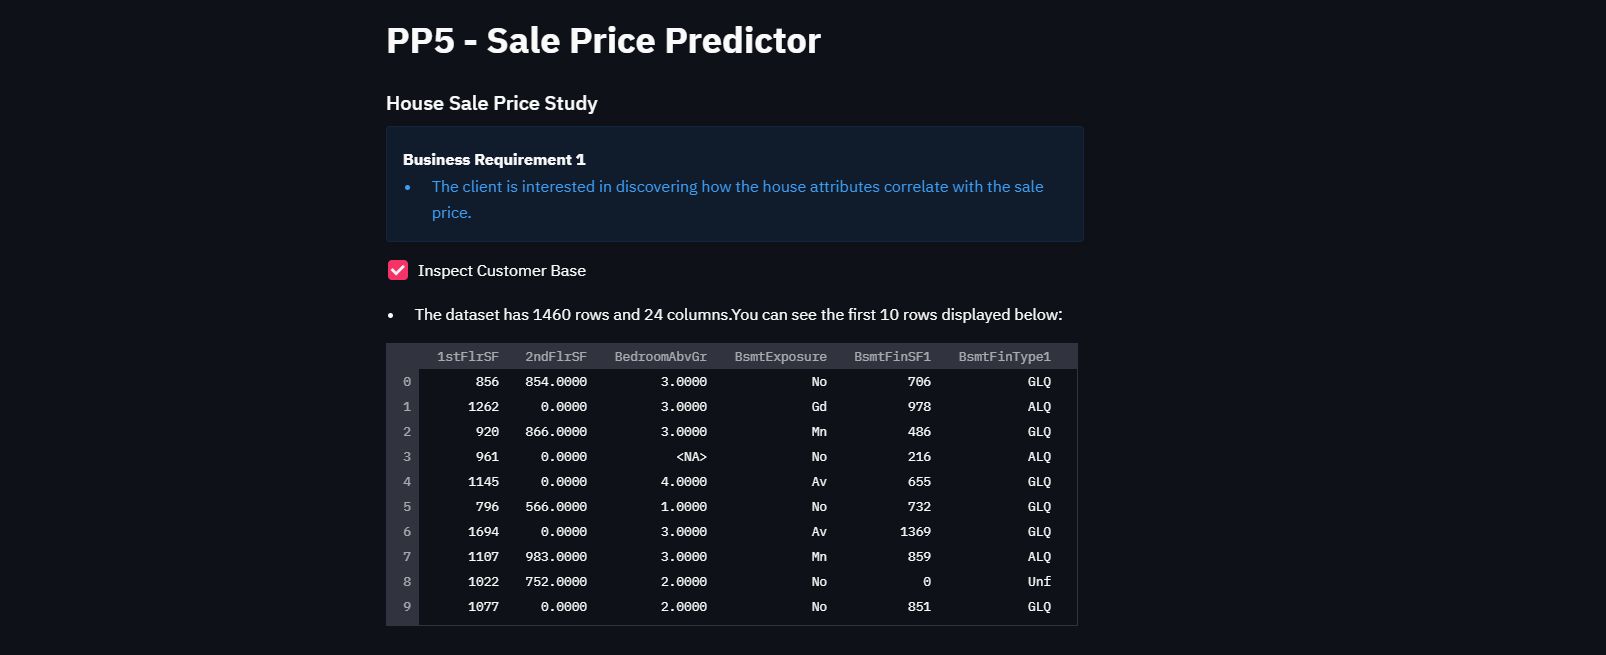 PP5 - Sale Price Predictor
House Sale Price Study
Business Requirement 1
• The client is interested in discovering how the house attributes correlate with the sale
price.
Inspect Customer Base
• The dataset has 1460 rows and 24 columns.You can see the first 10 rows displayed below:
1stFlrSF 2ndFlrSF BedroomAbvGr BsmtExposure BsmtFinSF1 BsmtFinType1
0 856 854.0000 3.0000 No 706 GLQ
1 1262 0.0000 3.0000 Gd 978 ALQ
2 920 866.0000 3.0000 Mn 486 GLQ
3 961 0.0000 <NA> No 216 ALQ
4 1145 0.0000 4.0000 Av 655 GLQ
5 796 566.0000 1.0000 No 732 GLQ
6 1694 0.0000 3.0000 Av 1369 GLQ
7 1107 983.0000 3.0000 Mn 859 ALQ
8 1022 752.0000 2.0000 No 0 Unf
9 1077 0.0000 2.0000 No 851 GLQ